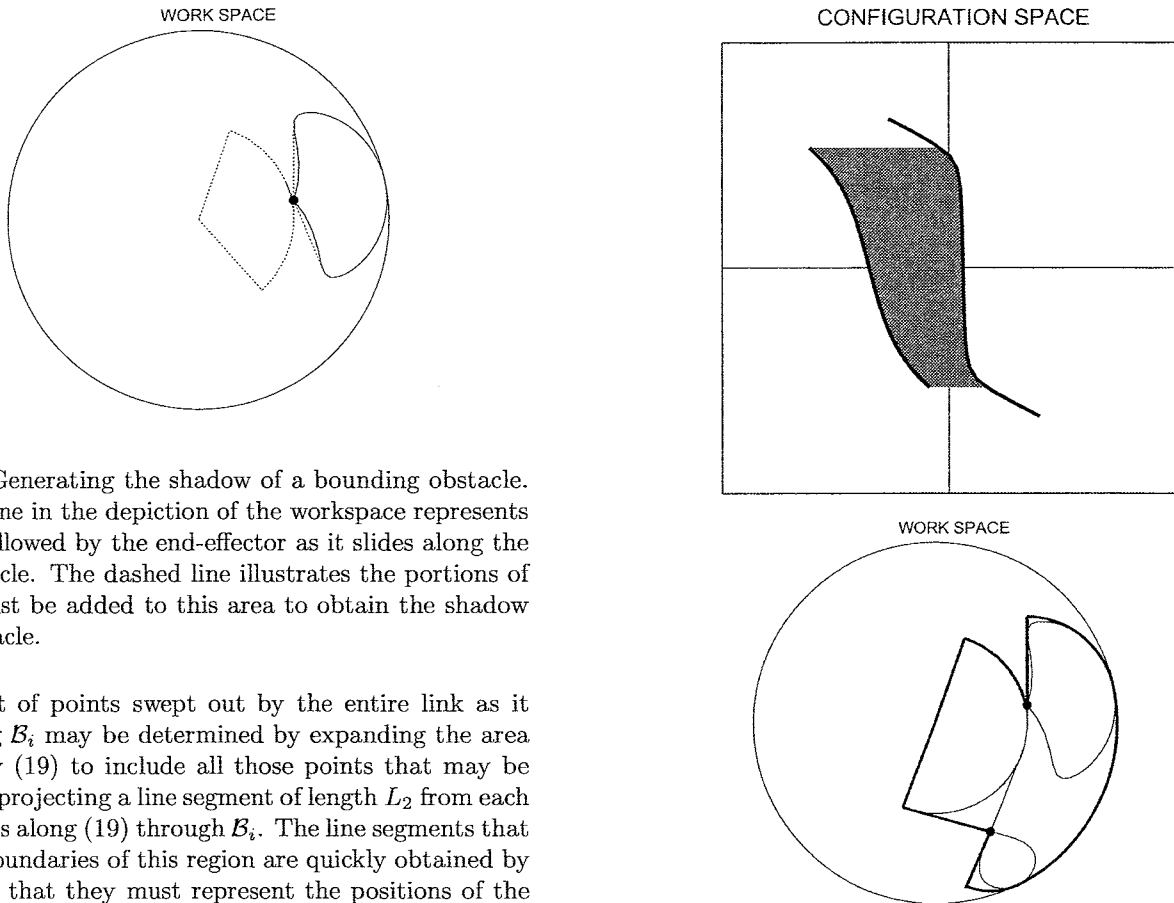 WORK SPACE
Generating the shadow of a bounding obstacle.
ine in the depiction of the workspace represents
llowed by the end-effector as it slides along the
cle. The dashed line illustrates the portions of
st be added to this area to obtain the shadow
acle.
t of points swept out by the entire link as it
g B_i may be determined by expanding the area
y (19) to include all those points that may be
projecting a line segment of length L_2 from each
s along (19) through B_i. The line segments that
oundaries of this region are quickly obtained by
that they must represent the positions of the
CONFIGURATION SPACE
WORK SPACE